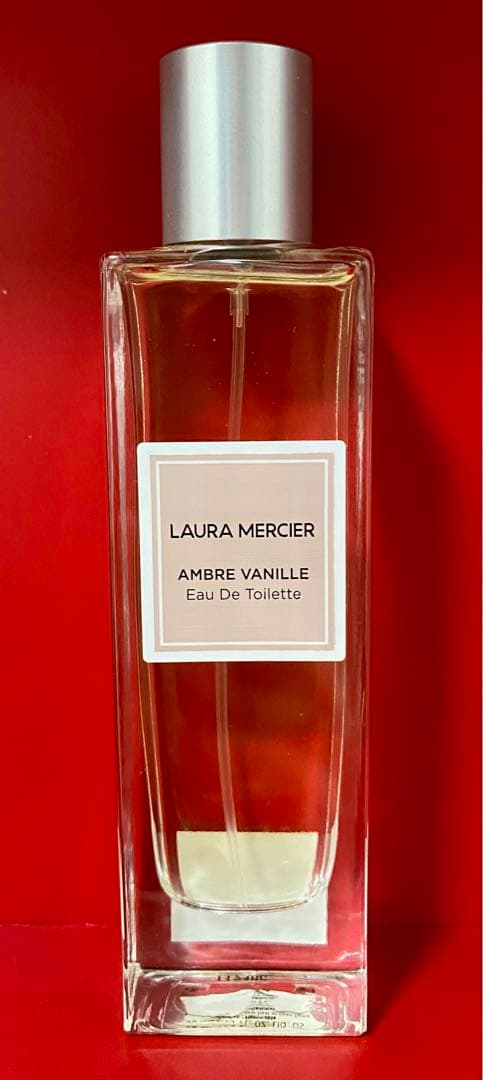 LAURA MERCIER
AMBRE VANILLE
Eau De Toilette